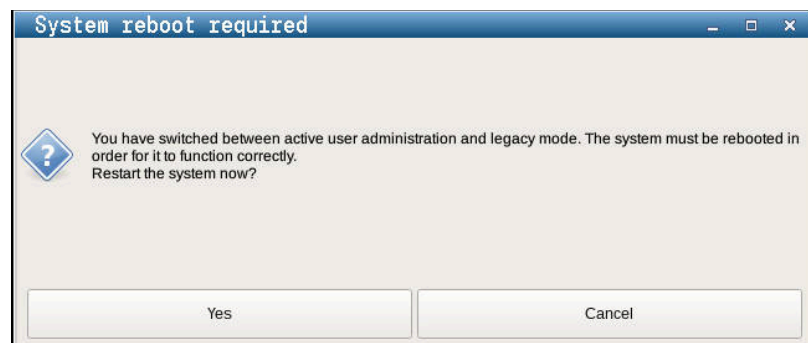 System reboot required
You have switched between active user administration and legacy mode. The system must be rebooted in
order for it to function correctly.
Restart the system now?
Yes
Cancel